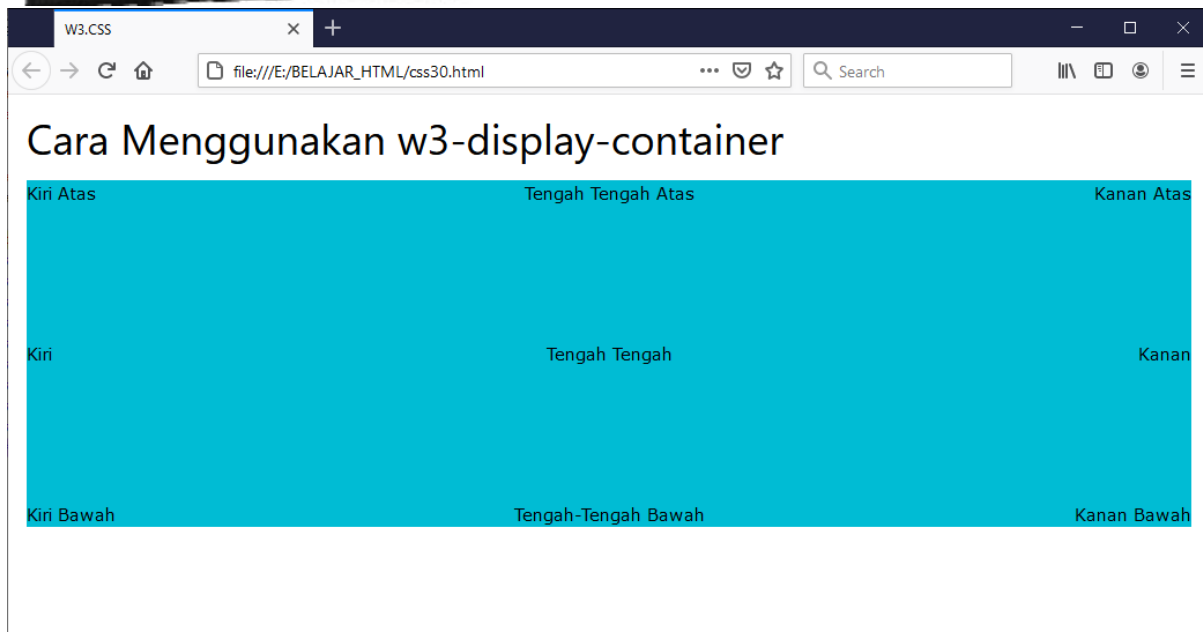 W3.CSS
file:///E:/BELAJAR_HTML/css30.html
Search
Cara Menggunakan w3-display-container
Kiri Atas Tengah Tengah Atas Kanan Atas
Kiri Tengah Tengah Kanan
Kiri Bawah Tengah-Tengah Bawah Kanan Bawah